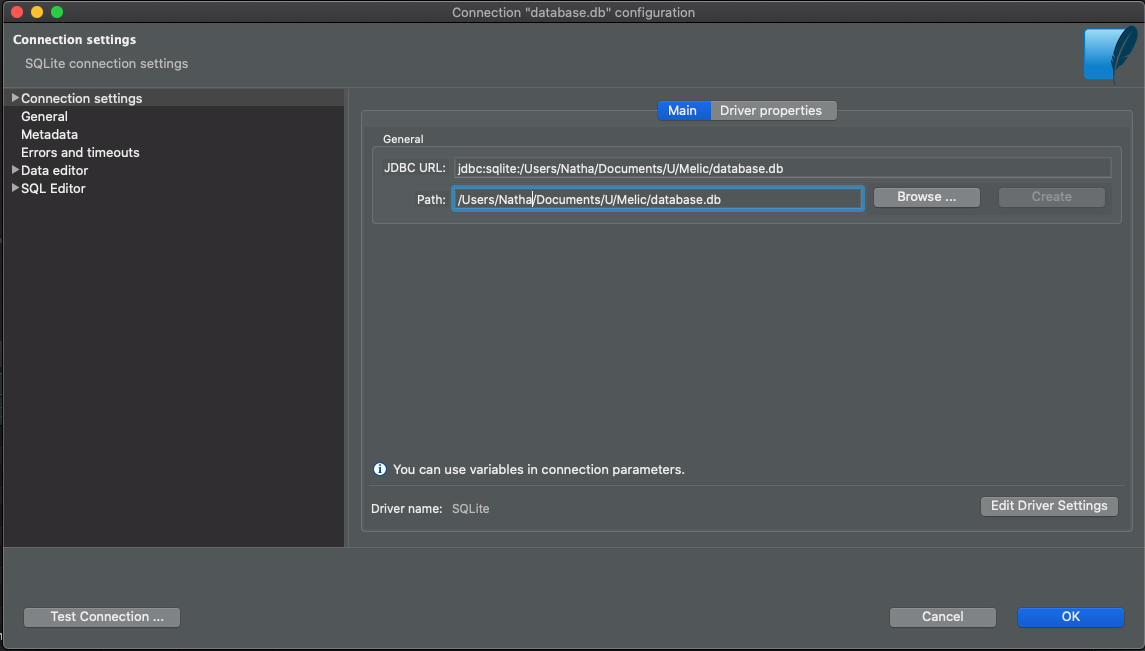 Connection "database.db" configuration
Connection settings
SQLite connection settings
Connection settings
General
Metadata
Errors and timeouts
Data editor
SQL Editor
Main Driver properties
General
JDBC URL: jdbc:sqlite:/Users/Natha/Documents/U/Melic/database.db
Path: /Users/Natha/Documents/U/Melic/database.db Browse ... Create
You can use variables in connection parameters.
Driver name: SQLite Edit Driver Settings
Test Connection ... Cancel OK